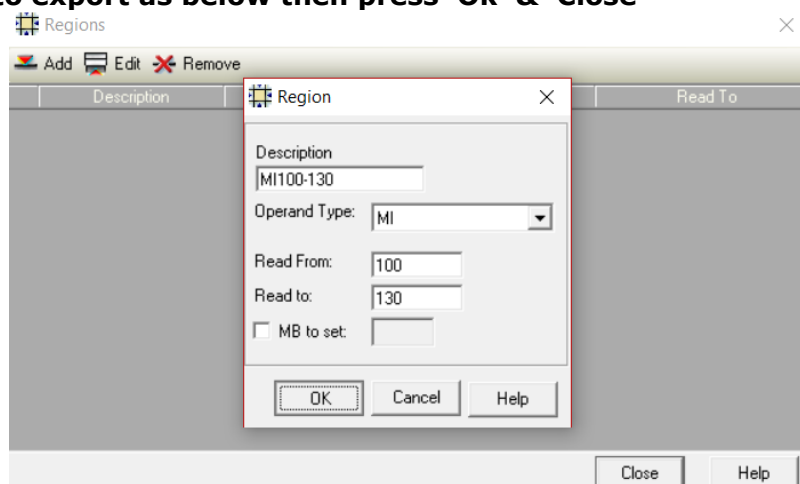 to export as below then press 'Ok' & 'Close'
Regions
Add Edit Remove
Description Read To
Region
Description
MI100-130
Operand Type: MI
Read From: 100
Read to: 130
MB to set:
OK Cancel Help
Close Help